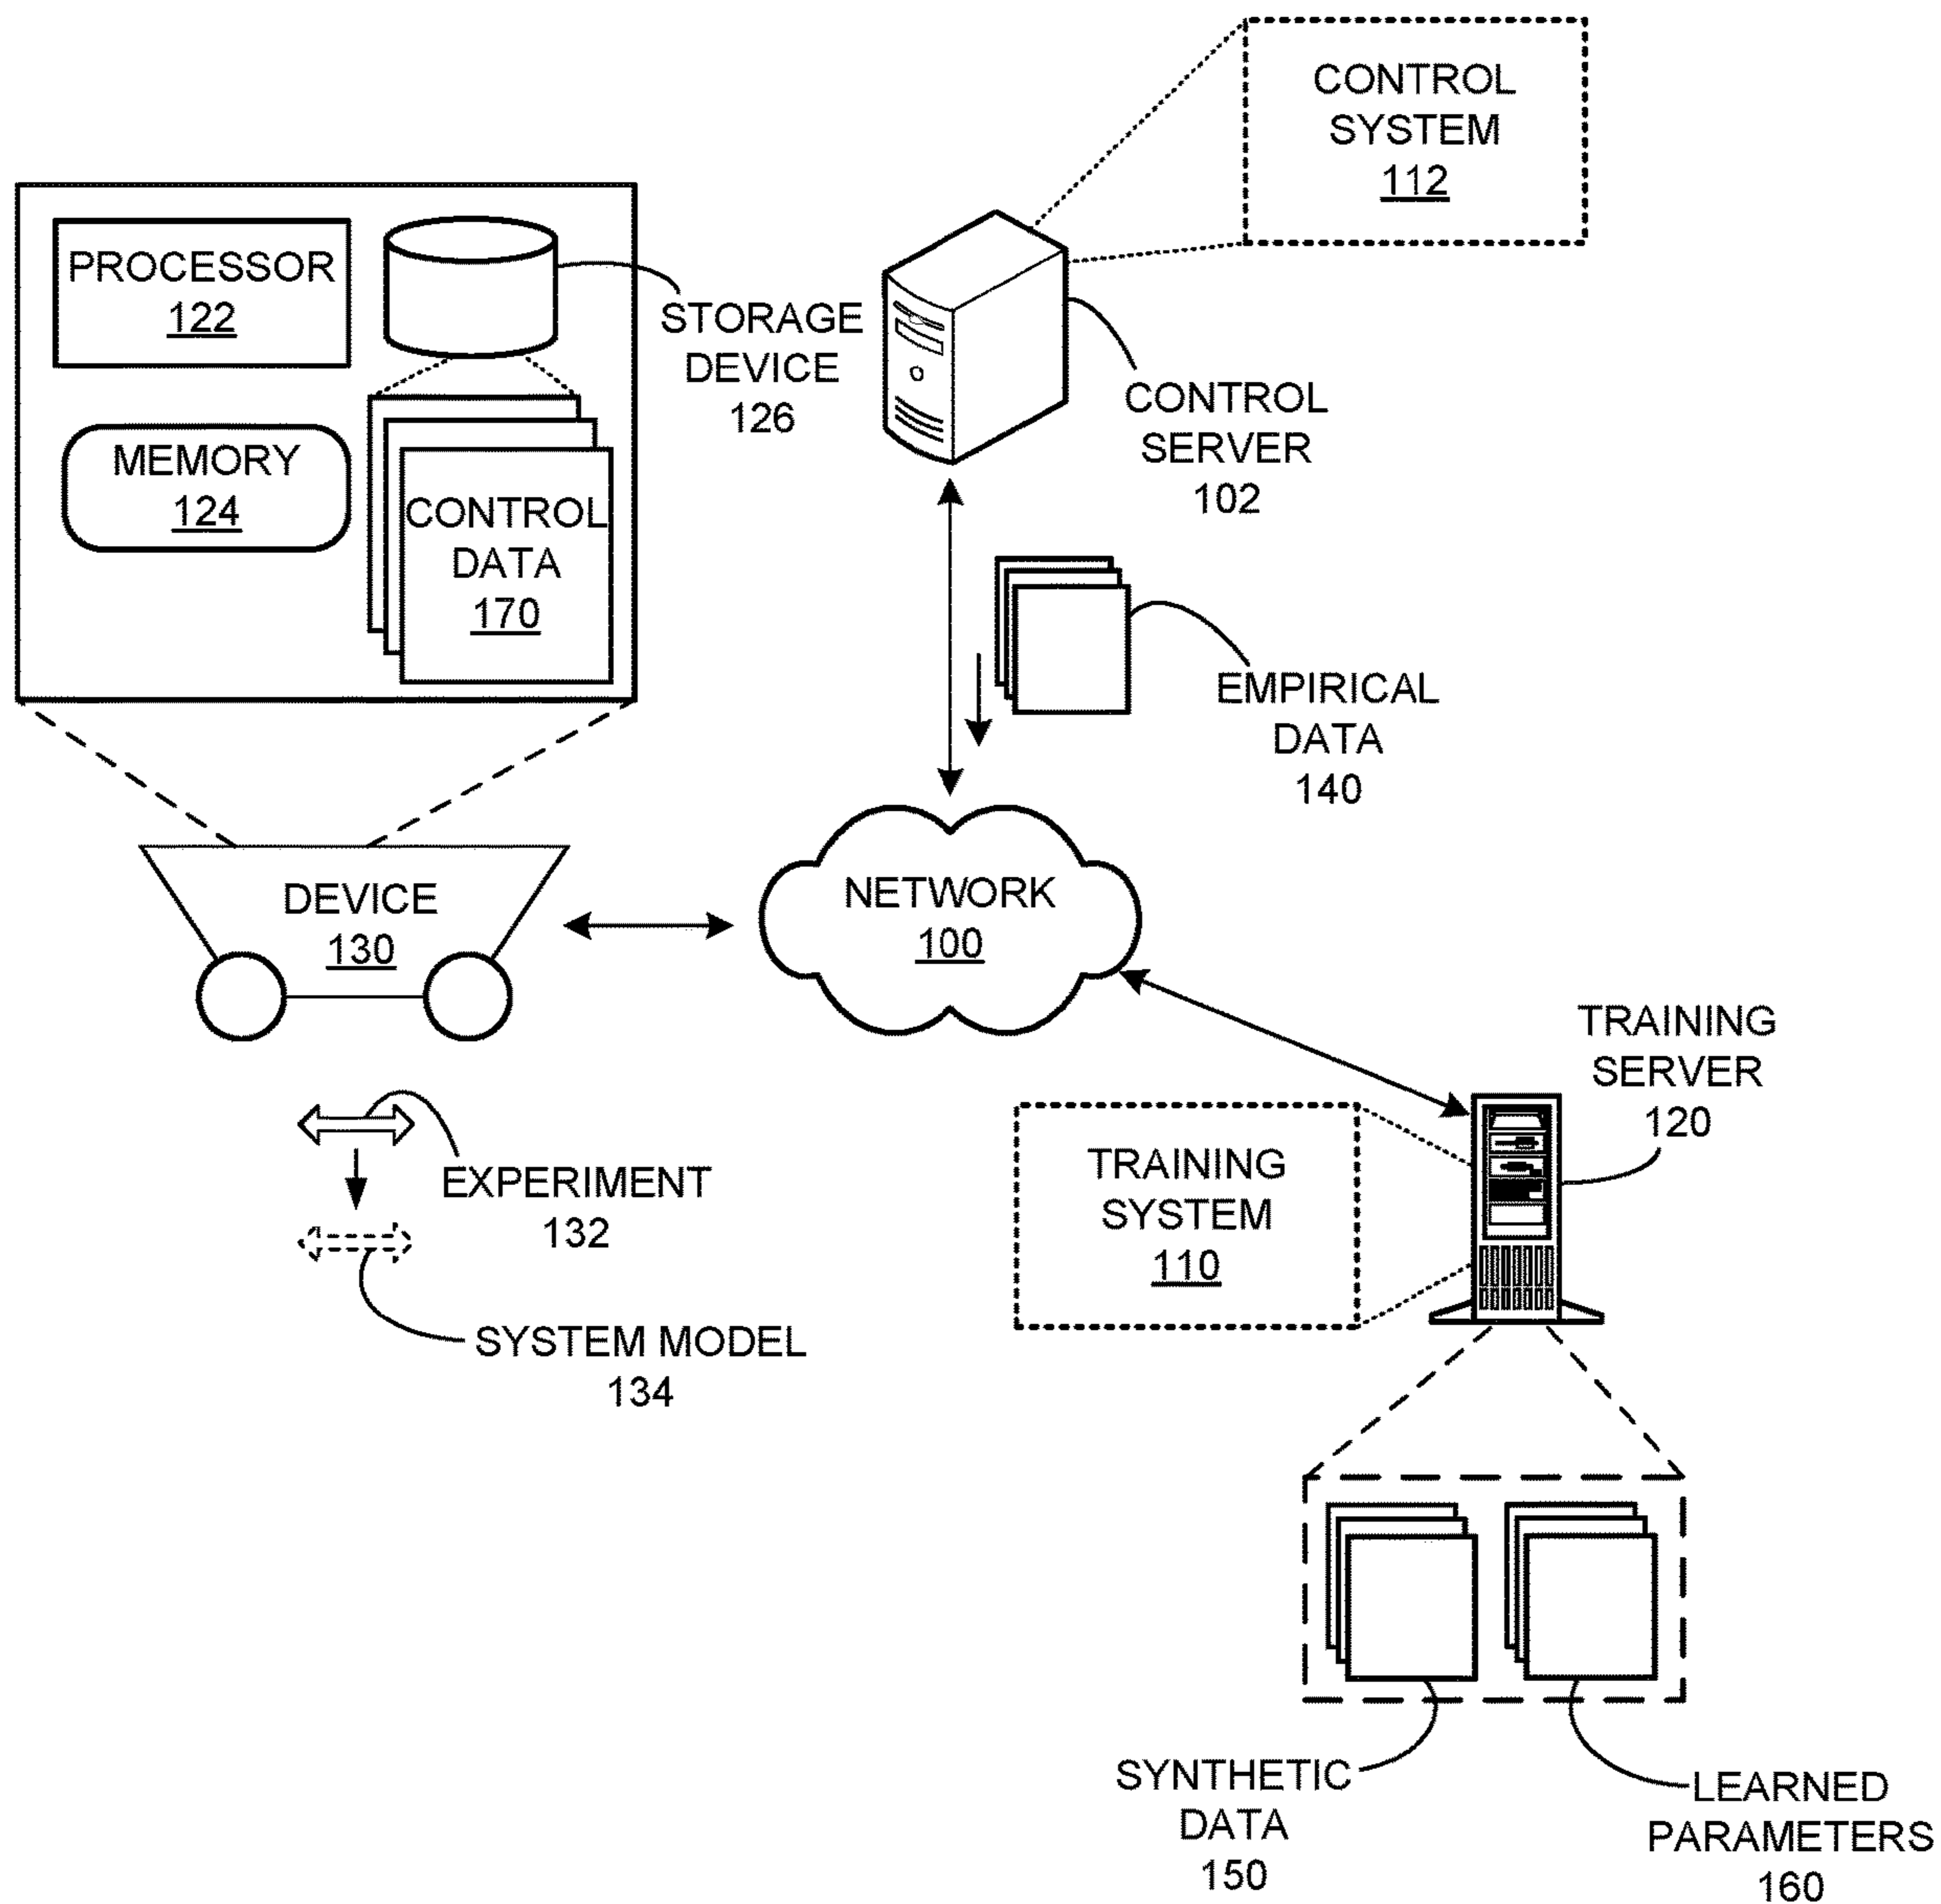 CONTROL
SYSTEM
112
PROCESSOR
122
STORAGE
DEVICE
126
MEMORY
124
CONTROL
DATA
170
CONTROL
SERVER
102
EMPIRICAL
DATA
140
DEVICE
130
NETWORK
100
TRAINING
SERVER
120
EXPERIMENT
132
TRAINING
SYSTEM
110
SYSTEM MODEL
134
SYNTHETIC
DATA
150
LEARNED
PARAMETERS
160